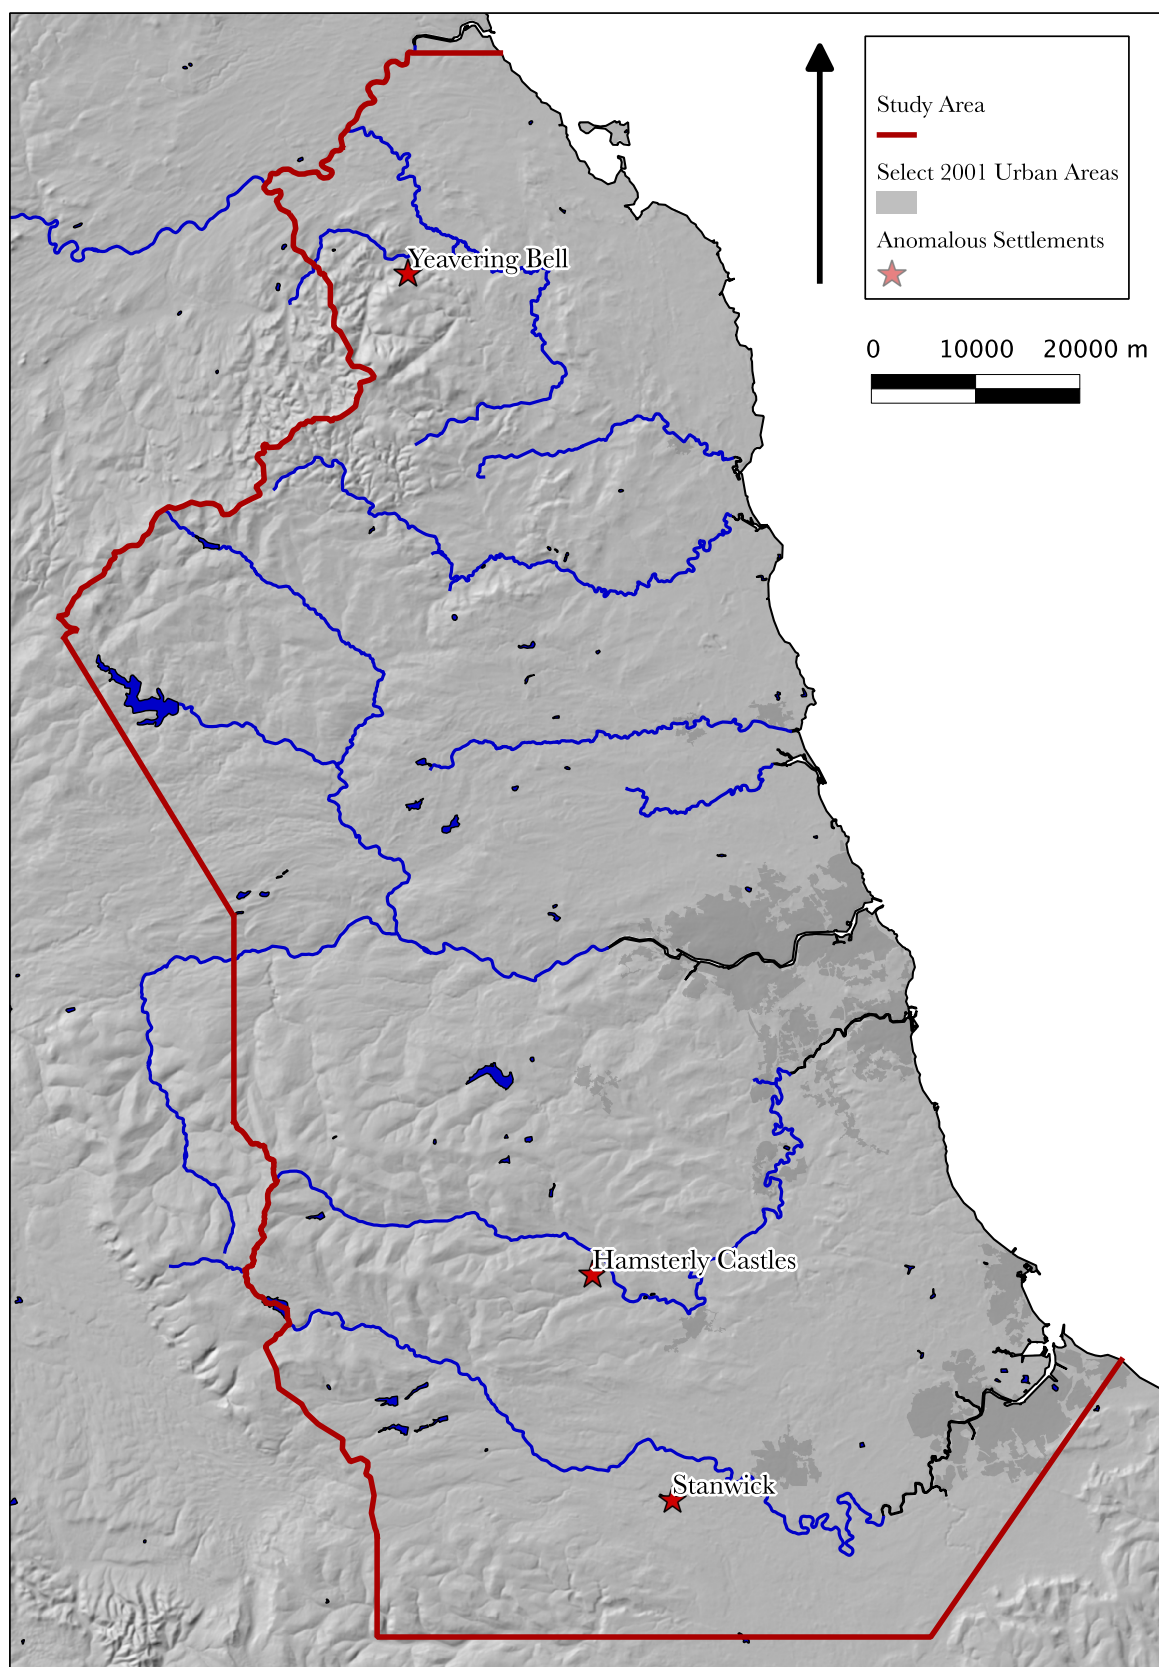 Study Area
Select 2001 Urban Areas
Anomalous Settlements
0 10000 20000 m
Yeavering Bell
Hamsterly Castles
Stanwick